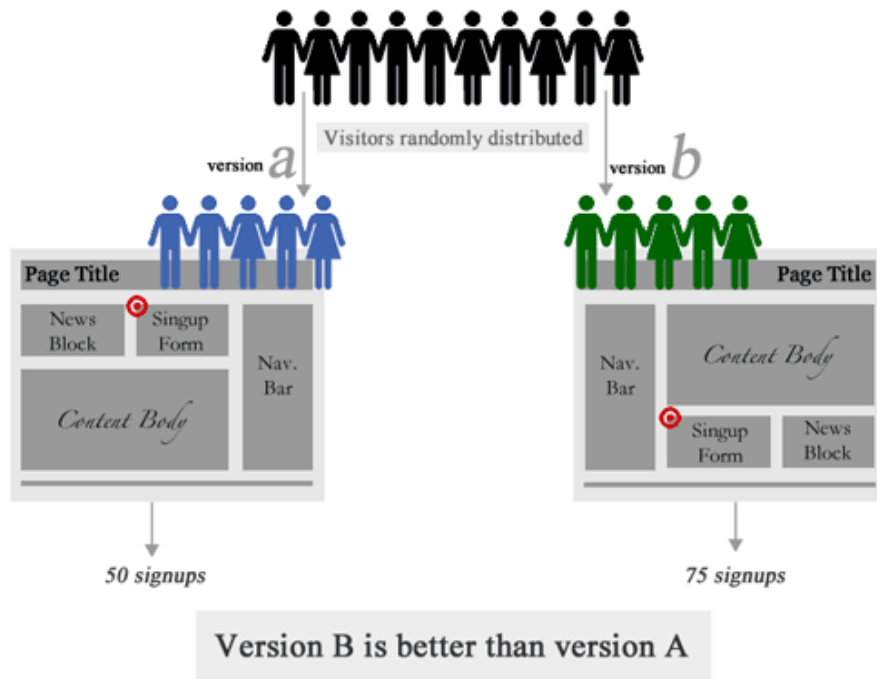 Visitors randomly distributed
version a
version b
Page Title
News
Block
Singup
Form
Nav.
Bar
Content Body
Page Title
Nav.
Bar
Content Body
Singup
Form
News
Block
50 signups
75 signups
Version B is better than version A